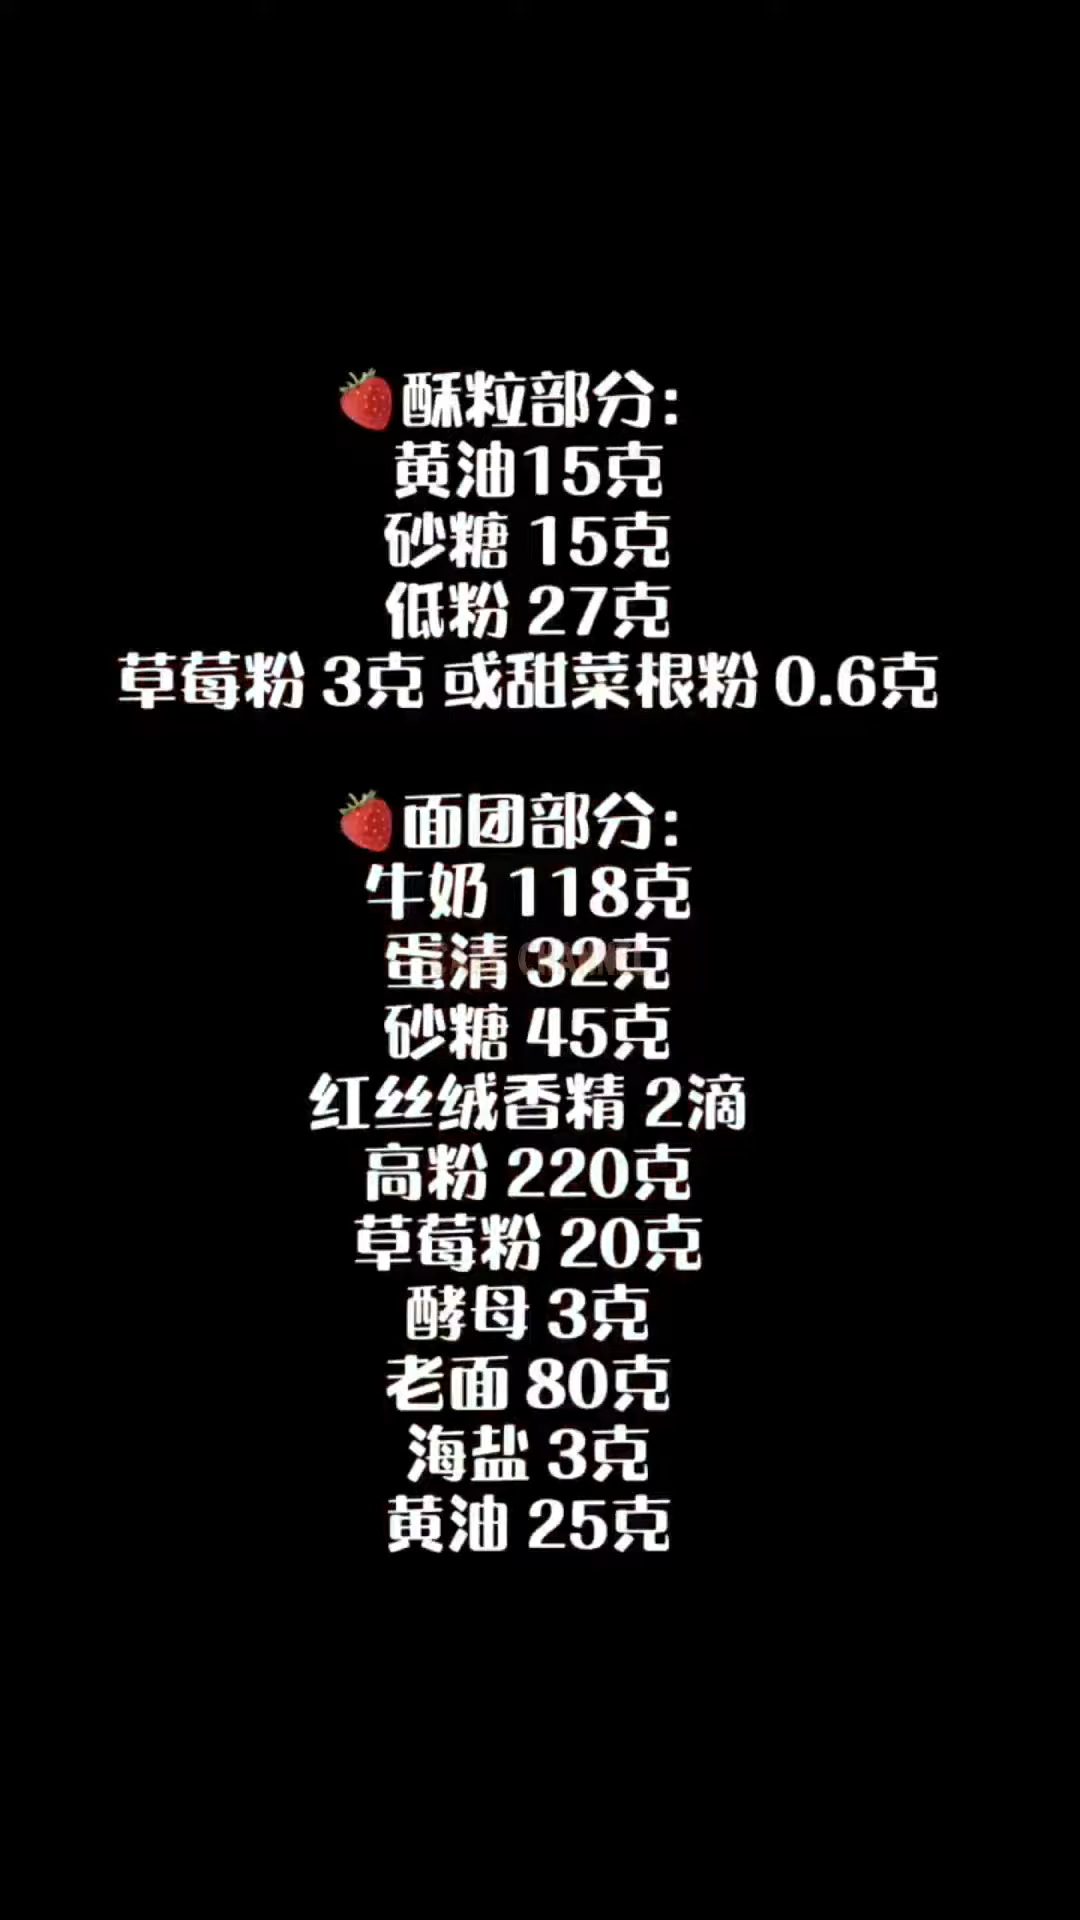 🍓酥粒部分:
黄油15克
砂糖 15克
低粉 27克
草莓粉 3克 或甜菜根粉 0.6克
🍓面团部分:
牛奶 118克
蛋清 32克
砂糖 45克
红丝绒香精 2滴
高粉 220克
草莓粉 20克
酵母 3克
老面 80克
海盐 3克
黄油 25克